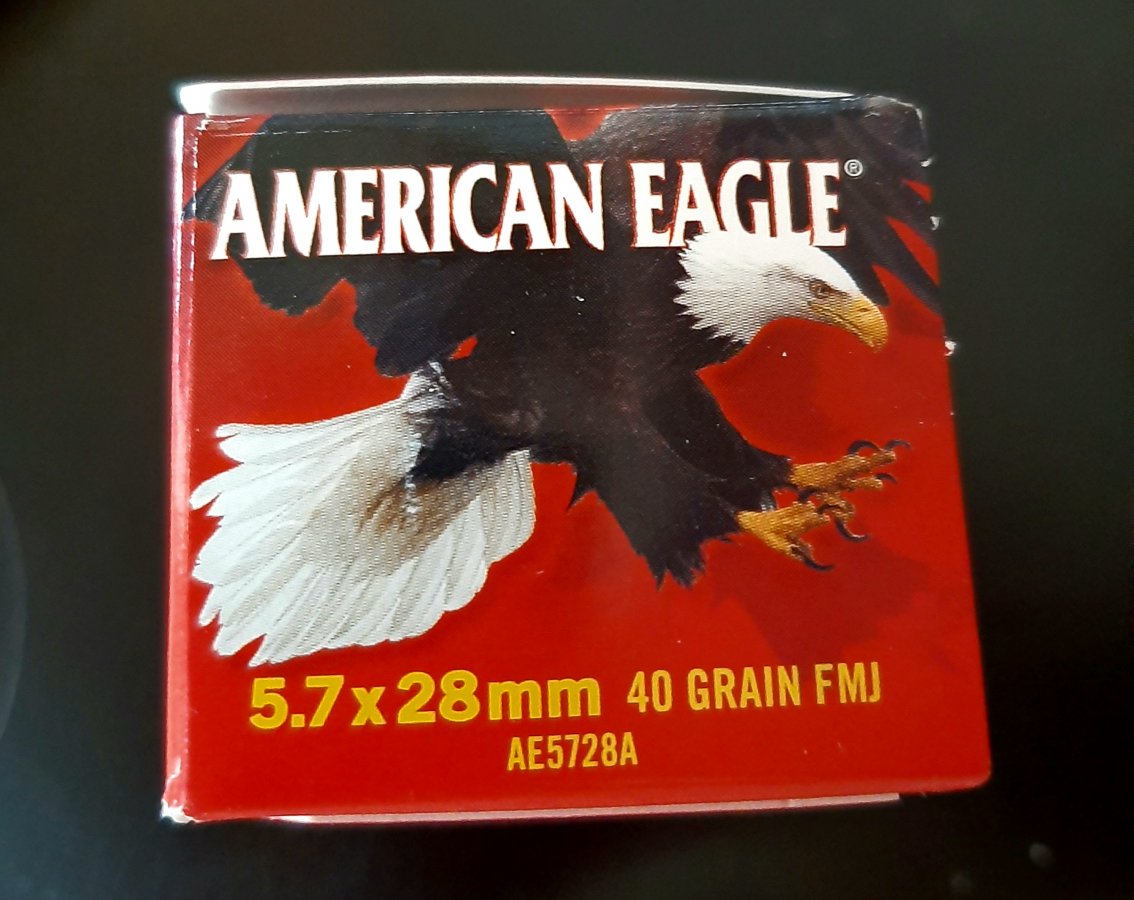 AMERICAN EAGLE®
5.7x28mm 40 GRAIN FMJ
AE5728A